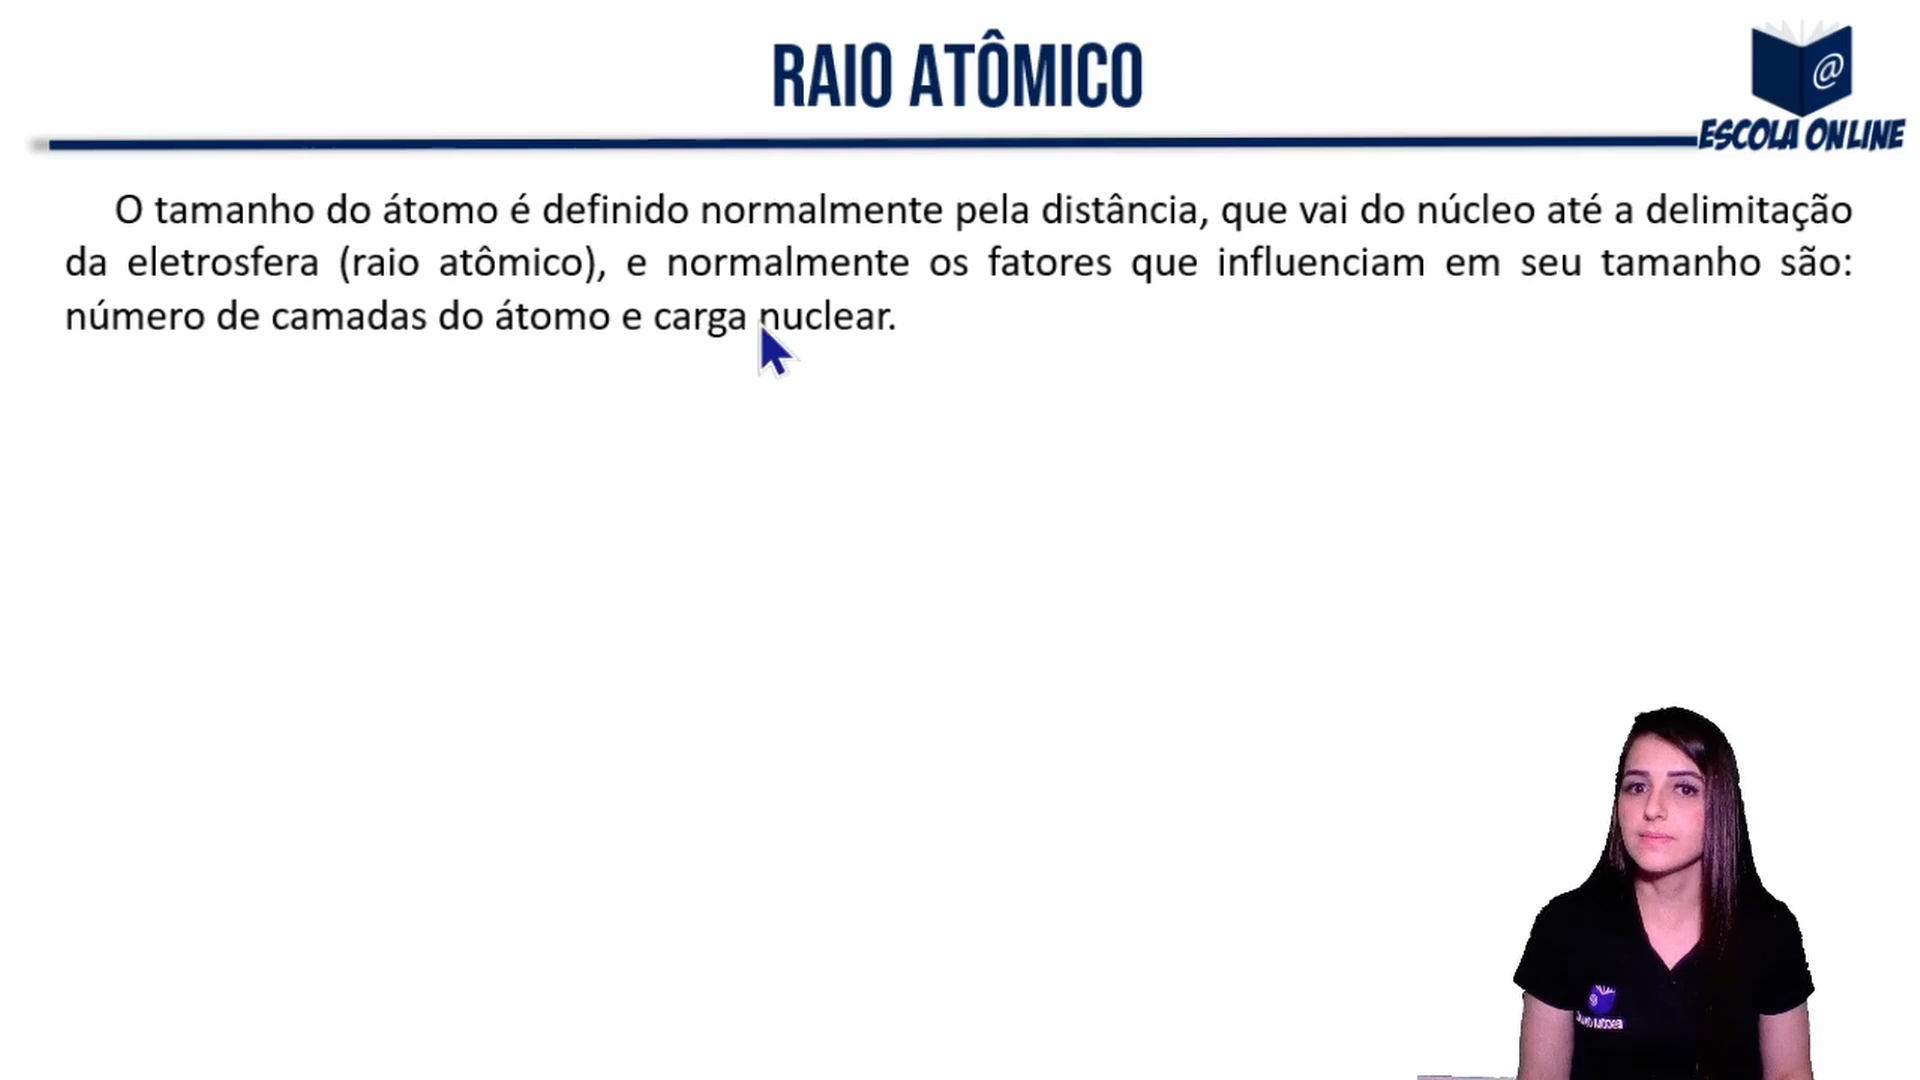 RAIO ATÔMICO
@
ESCOLA ONLINE
O tamanho do átomo é definido normalmente pela distância, que vai do núcleo até a delimitação
da eletrosfera (raio atômico), e normalmente os fatores que influenciam em seu tamanho são:
número de camadas do átomo e carga nuclear.